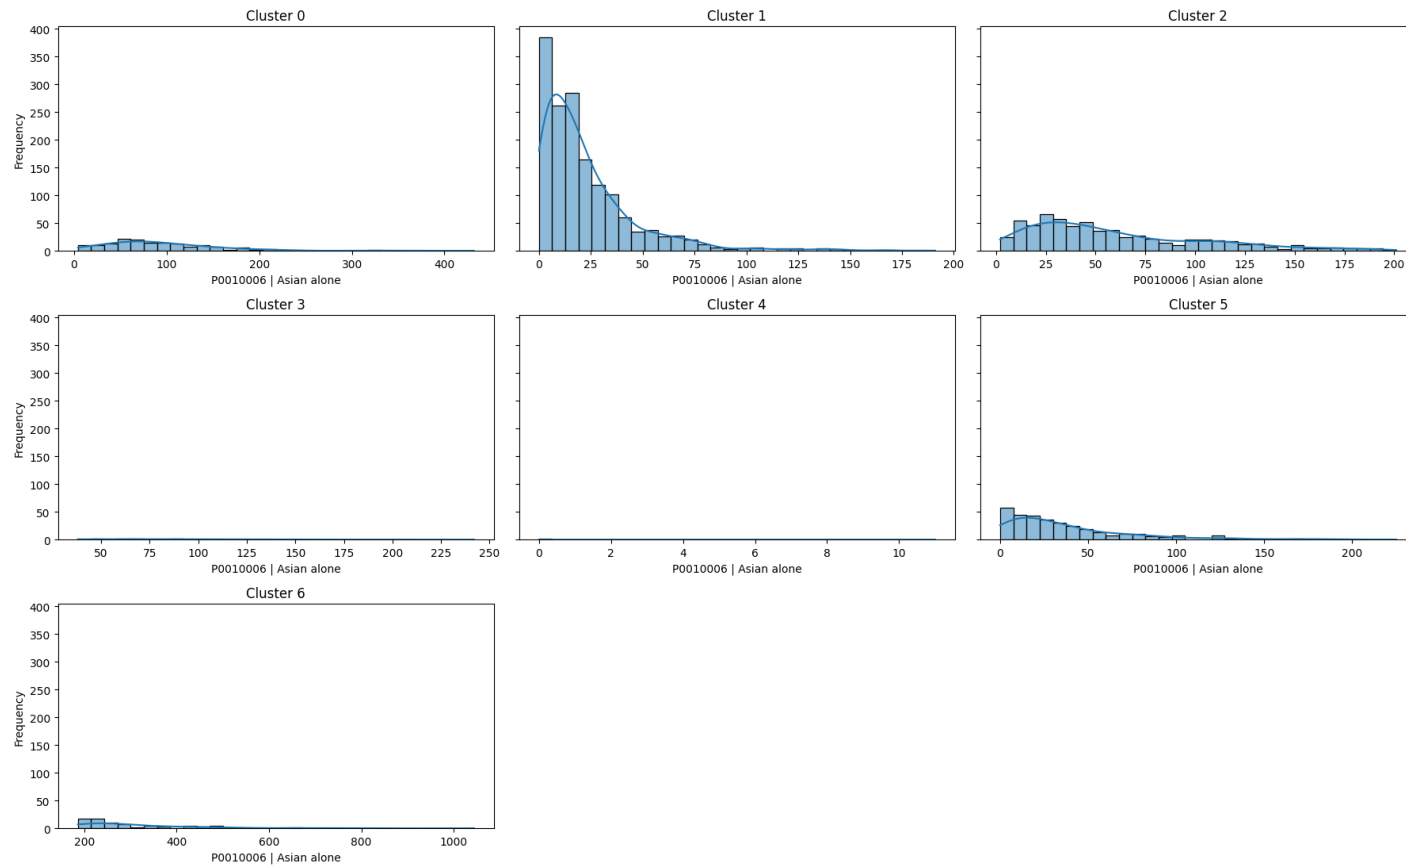 Cluster 0
Cluster 1
Cluster 2
400
350
300
250
200
150
100
50
0
Frequency
0 100 200 300 400
P0010006 | Asian alone
0 25 50 75 100 125 150 175 200
P0010006 | Asian alone
0 25 50 75 100 125 150 175 200
P0010006 | Asian alone
Cluster 3
Cluster 4
Cluster 5
400
350
300
250
200
150
100
50
0
Frequency
50 75 100 125 150 175 200 225 250
P0010006 | Asian alone
0 2 4 6 8 10
P0010006 | Asian alone
0 50 100 150 200
P0010006 | Asian alone
Cluster 6
400
350
300
250
200
150
100
50
0
Frequency
200 400 600 800 1000
P0010006 | Asian alone